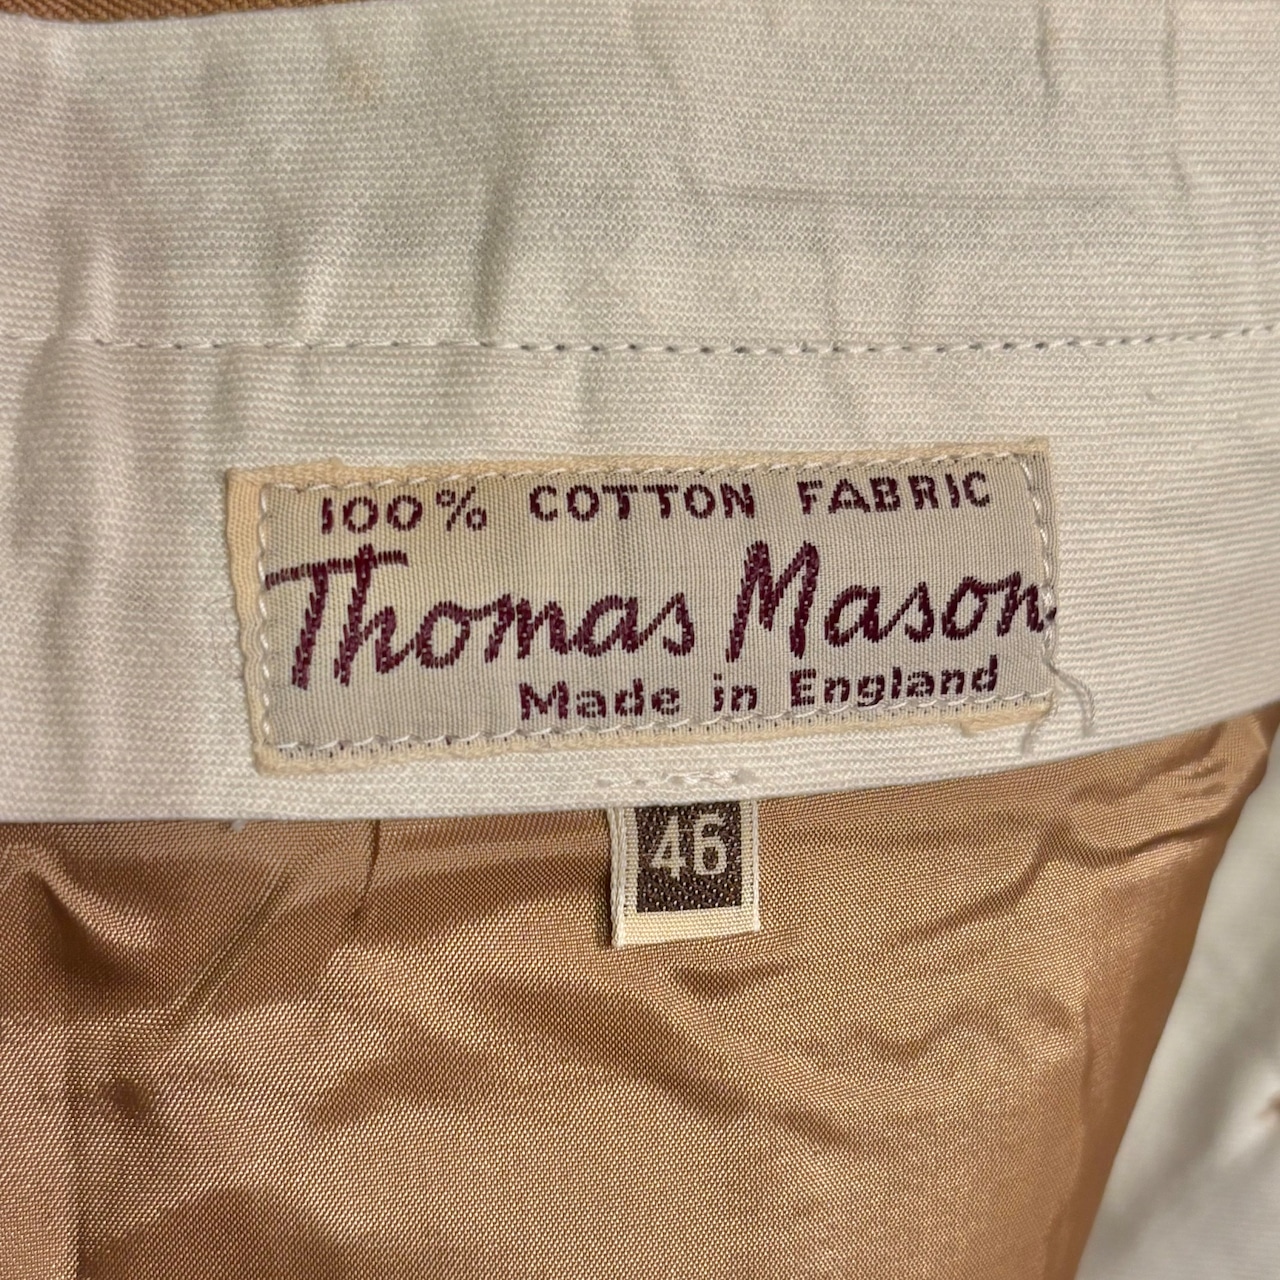 100% COTTON FABRIC
Thomas Mason
Made in England
46